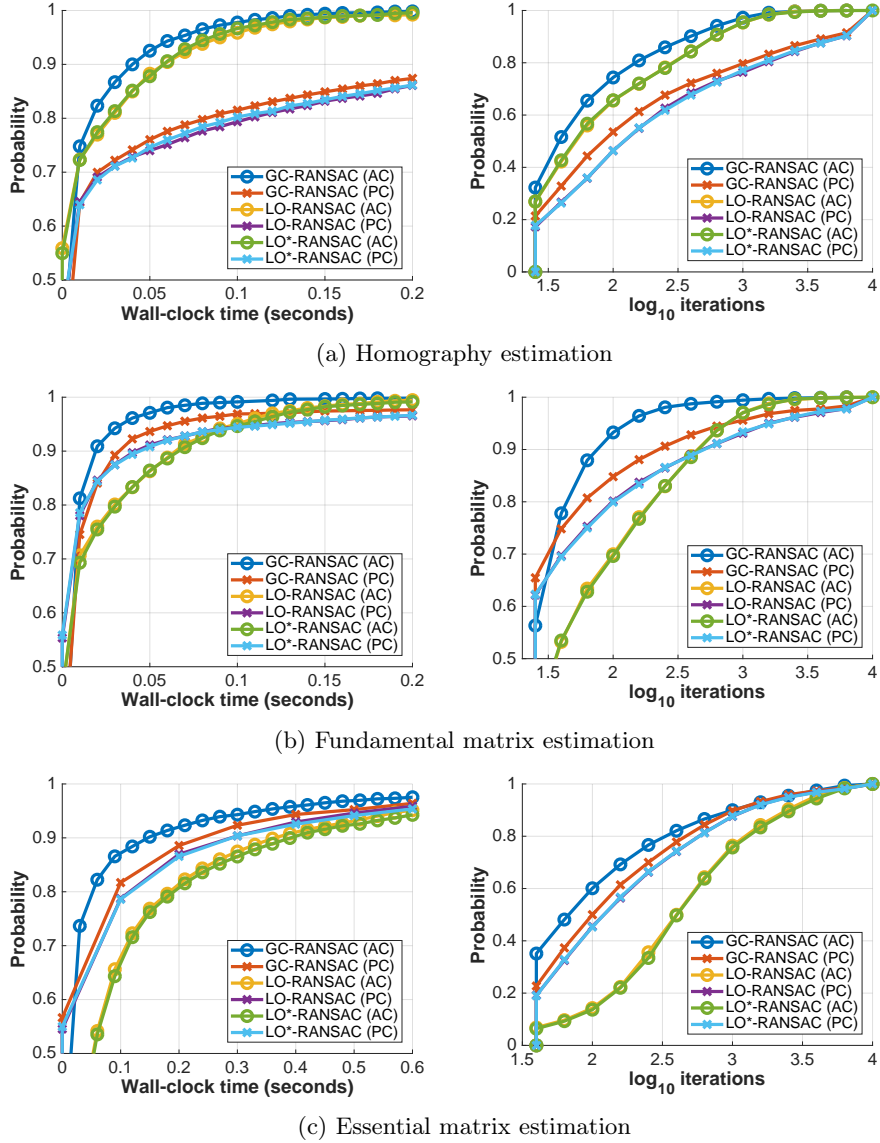 1
0.9
0.8
0.7
0.6
0.5
0
0.05
0.1
0.15
0.2
Probability
Wall-clock time (seconds)
GC-RANSAC (AC)
GC-RANSAC (PC)
LO-RANSAC (AC)
LO-RANSAC (PC)
LO*-RANSAC (AC)
LO*-RANSAC (PC)
1
0.8
0.6
0.4
0.2
0
1.5
2
2.5
3
3.5
4
Probability
log10 iterations
GC-RANSAC (AC)
GC-RANSAC (PC)
LO-RANSAC (AC)
LO-RANSAC (PC)
LO*-RANSAC (AC)
LO*-RANSAC (PC)
(a) Homography estimation
1
0.9
0.8
0.7
0.6
0.5
0
0.05
0.1
0.15
0.2
Probability
Wall-clock time (seconds)
GC-RANSAC (AC)
GC-RANSAC (PC)
LO-RANSAC (AC)
LO-RANSAC (PC)
LO*-RANSAC (AC)
LO*-RANSAC (PC)
1
0.9
0.8
0.7
0.6
0.5
1.5
2
2.5
3
3.5
4
Probability
log10 iterations
GC-RANSAC (AC)
GC-RANSAC (PC)
LO-RANSAC (AC)
LO-RANSAC (PC)
LO*-RANSAC (AC)
LO*-RANSAC (PC)
(b) Fundamental matrix estimation
1
0.9
0.8
0.7
0.6
0.5
0
0.1
0.2
0.3
0.4
0.5
0.6
Probability
Wall-clock time (seconds)
GC-RANSAC (AC)
GC-RANSAC (PC)
LO-RANSAC (AC)
LO-RANSAC (PC)
LO*-RANSAC (AC)
LO*-RANSAC (PC)
1
0.8
0.6
0.4
0.2
0
1.5
2
2.5
3
3.5
4
Probability
log10 iterations
GC-RANSAC (AC)
GC-RANSAC (PC)
LO-RANSAC (AC)
LO-RANSAC (PC)
LO*-RANSAC (AC)
LO*-RANSAC (PC)
(c) Essential matrix estimation